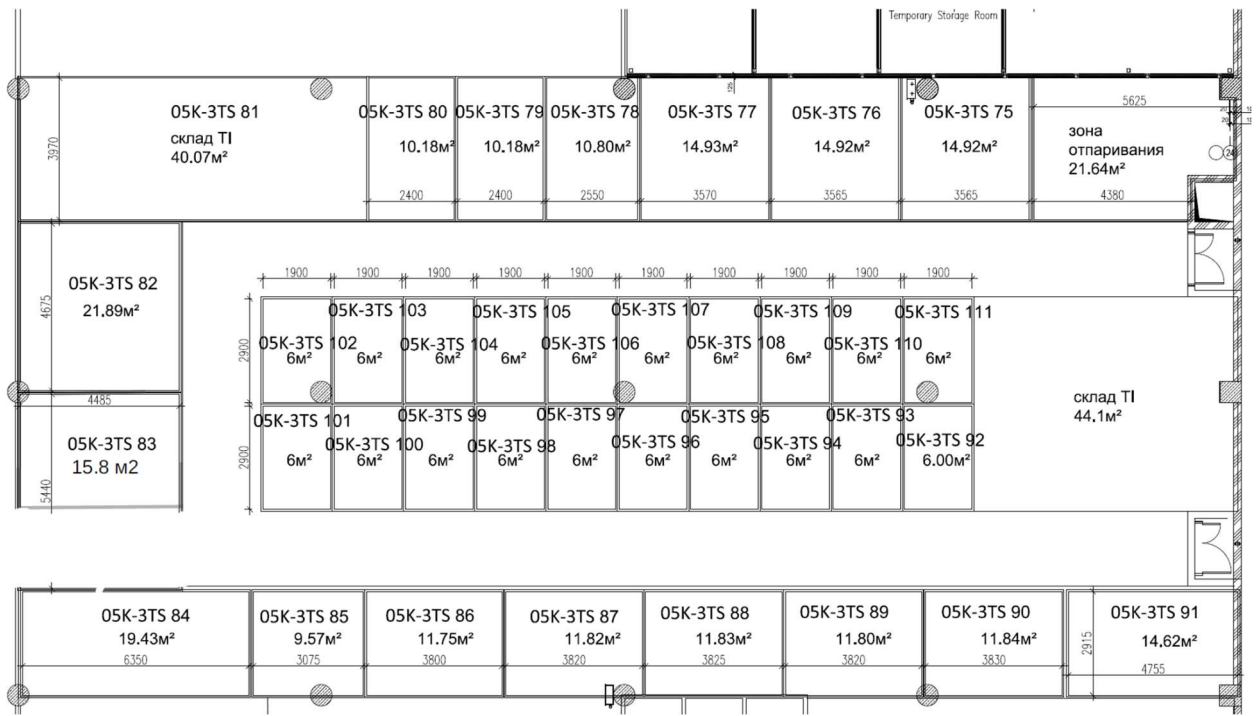 Temporary Storage Room
125
05K-3TS 81
склад TI
40.07м²
3970
05K-3TS 80
10.18м²
2400
05K-3TS 79
10.18м²
2400
05K-3TS 78
10.80м²
2550
05K-3TS 77
14.93м²
3570
05K-3TS 76
14.92м²
3565
05K-3TS 75
14.92м²
3565
5625
зона
отпаривания
21.64м²
4380
05K-3TS 82
21.89м²
4675
4485
05K-3TS 83
15.8 м2
5440
1900 1900 1900 1900 1900 1900 1900 1900 1900 1900
05K-3TS 103 05K-3TS 105 05K-3TS 107 05K-3TS 109 05K-3TS 111
05K-3TS 102 05K-3TS 104 05K-3TS 106 05K-3TS 108 05K-3TS 110
6м² 6м² 6м² 6м² 6м² 6м² 6м² 6м² 6м² 6м²
2900
05K-3TS 101 05K-3TS 99 05K-3TS 97 05K-3TS 95 05K-3TS 93
05K-3TS 100 05K-3TS 98 05K-3TS 96 05K-3TS 94 05K-3TS 92
6м² 6м² 6м² 6м² 6м² 6м² 6м² 6м² 6м² 6.00м²
2900
склад TI
44,1м²
05K-3TS 84
19.43м²
6350
05K-3TS 85
9.57м²
3075
05K-3TS 86
11.75м²
3800
05K-3TS 87
11.82м²
3820
05K-3TS 88
11.83м²
3825
05K-3TS 89
11.80м²
3820
05K-3TS 90
11.84м²
3830
05K-3TS 91
14.62м²
2915
4755